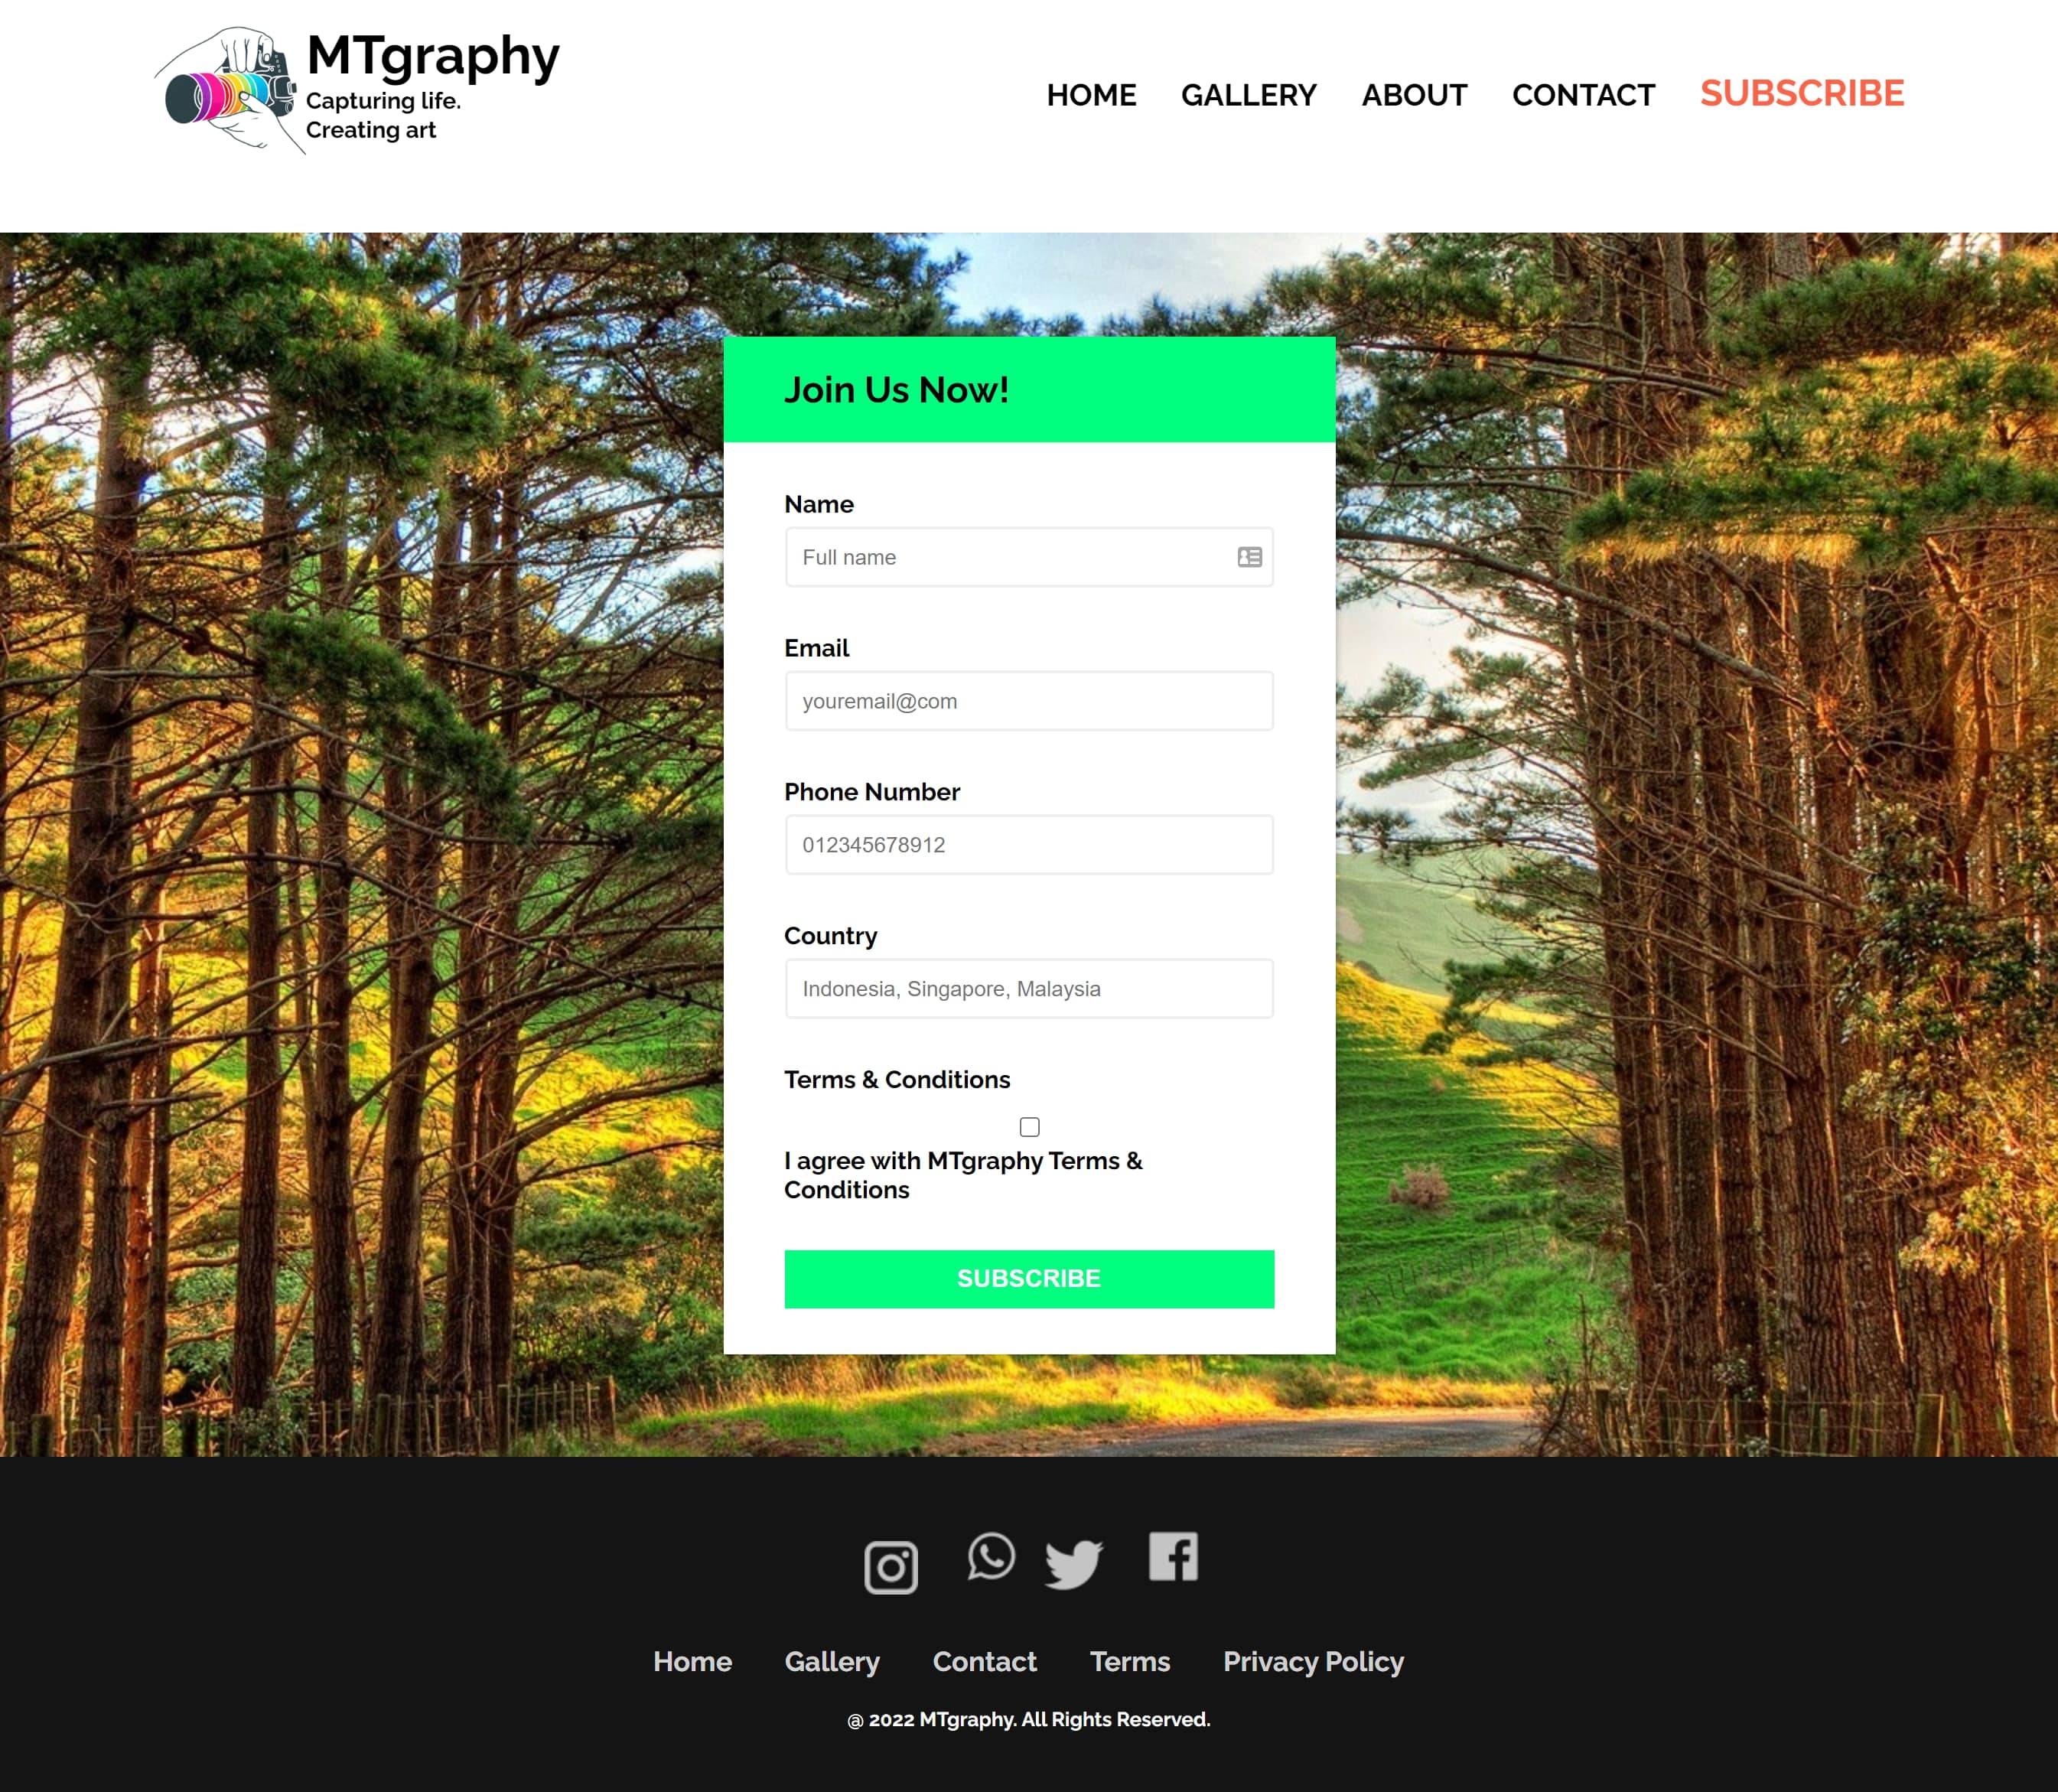 MTgraphy
Capturing life.
Creating art
HOME GALLERY ABOUT CONTACT SUBSCRIBE
Join Us Now!
Name
Full name
Email
youremail@com
Phone Number
012345678912
Country
Indonesia, Singapore, Malaysia
Terms & Conditions
I agree with MTgraphy Terms &
Conditions
SUBSCRIBE
Home Gallery Contact Terms Privacy Policy
@ 2022 MTgraphy. All Rights Reserved.